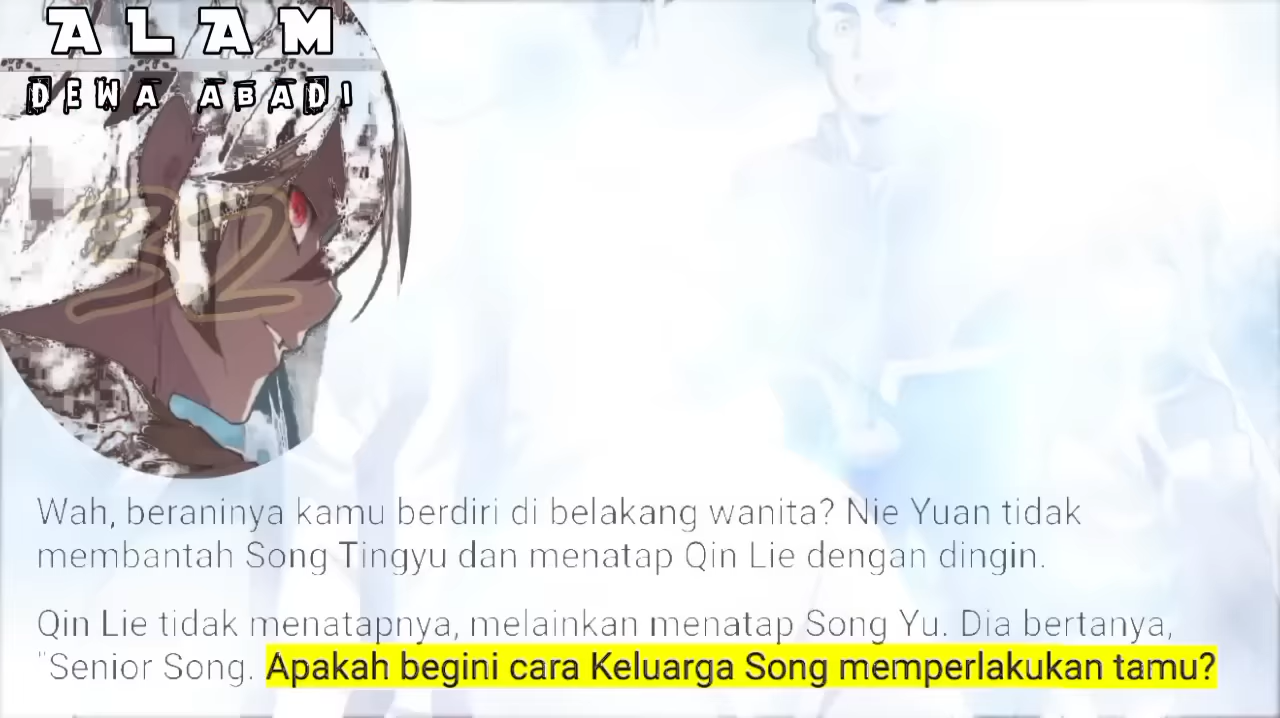 ALAM
DEWA ABADI
32
Wah, beraninya kamu berdiri di belakang wanita? Nie Yuan tidak
membantah Song Tingyu dan menatap Qin Lie dengan dingin.
Qin Lie tidak menatapnya, melainkan menatap Song Yu. Dia bertanya,
"Senior Song. Apakah begini cara Keluarga Song memperlakukan tamu?